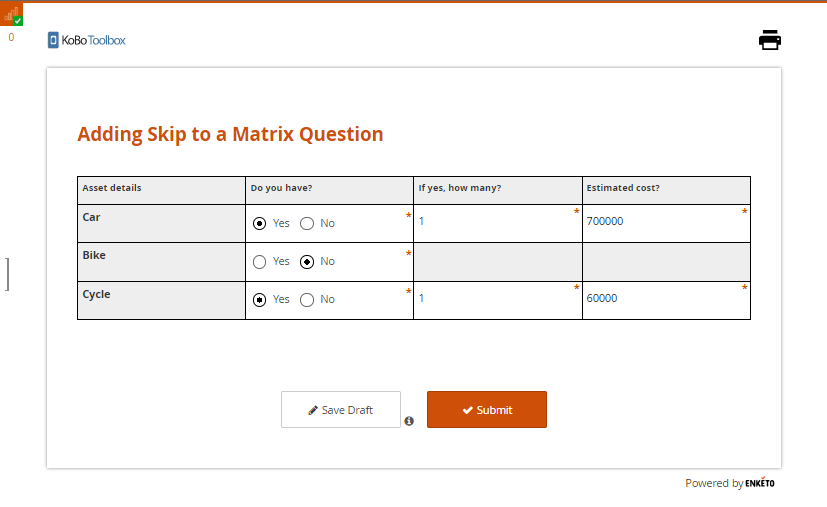 0
KoBoToolbox
Adding Skip to a Matrix Question
Asset details Do you have? If yes, how many? Estimated cost?
Car Yes No * 1 * 700000 *
Bike Yes No *
Cycle Yes No * 1 * 60000 *
Save Draft Submit
Powered by ENKETO